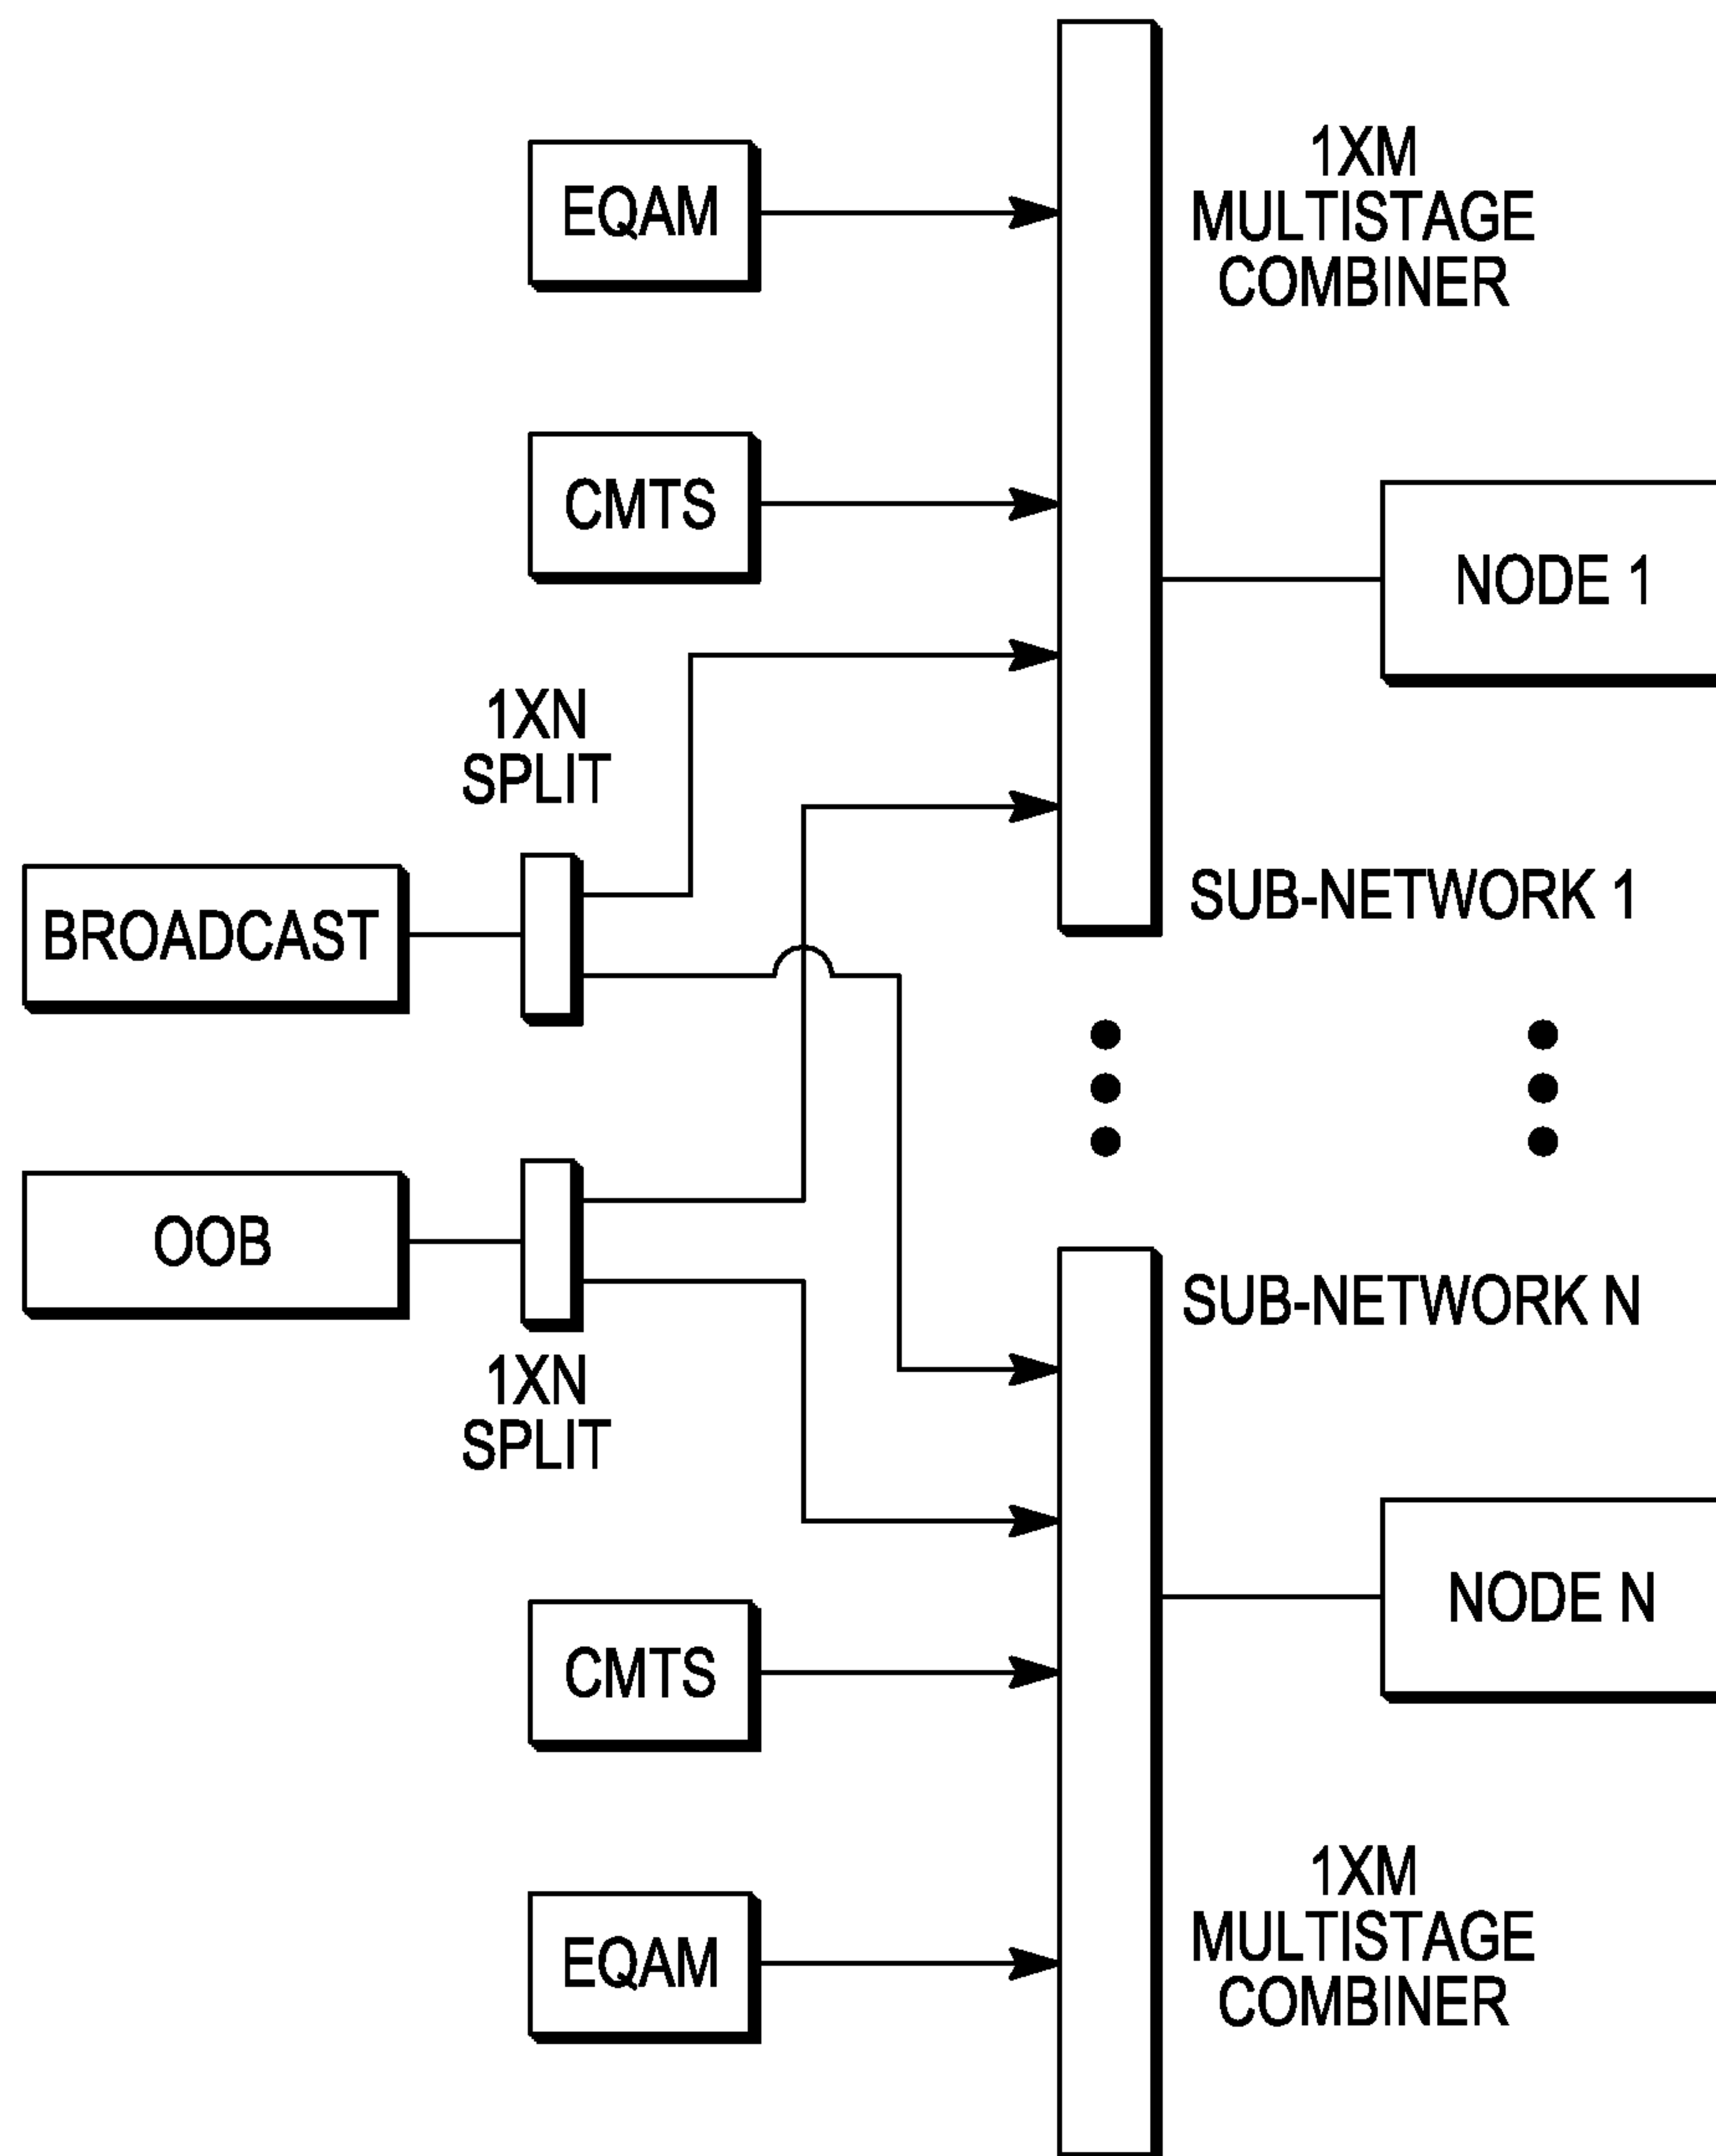 EQAM
1XM
MULTISTAGE
COMBINER
CMTS
NODE 1
1XN
SPLIT
BROADCAST
SUB-NETWORK 1
OOB
SUB-NETWORK N
1XN
SPLIT
NODE N
CMTS
EQAM
1XM
MULTISTAGE
COMBINER